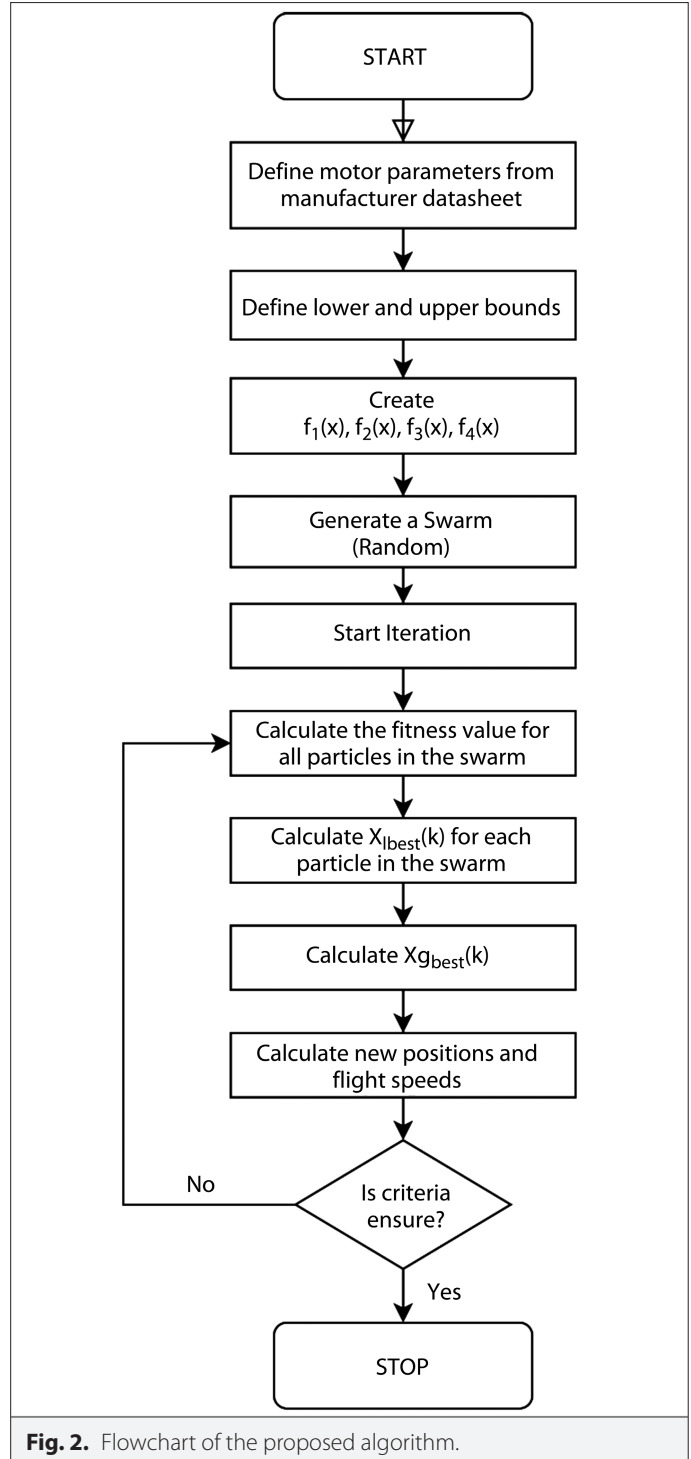 START
Define motor parameters from
manufacturer datasheet
Define lower and upper bounds
Create
f₁(x), f₂(x), f₃(x), f₄(x)
Generate a Swarm
(Random)
Start Iteration
Calculate the fitness value for
all particles in the swarm
Calculate X_lbest(k) for each
particle in the swarm
Calculate Xg_best(k)
Calculate new positions and
flight speeds
Is criteria
ensure?
No
Yes
STOP
Fig. 2. Flowchart of the proposed algorithm.